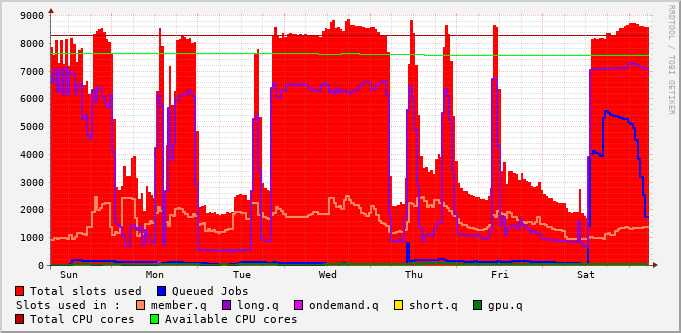 9000
8000
7000
6000
5000
4000
3000
2000
1000
0
Sun Mon Tue Wed Thu Fri Sat
RRDTOOL / TOBI OETIKER
Total slots used Queued Jobs
Slots used in : member.q long.q ondemand.q short.q gpu.q
Total CPU cores Available CPU cores